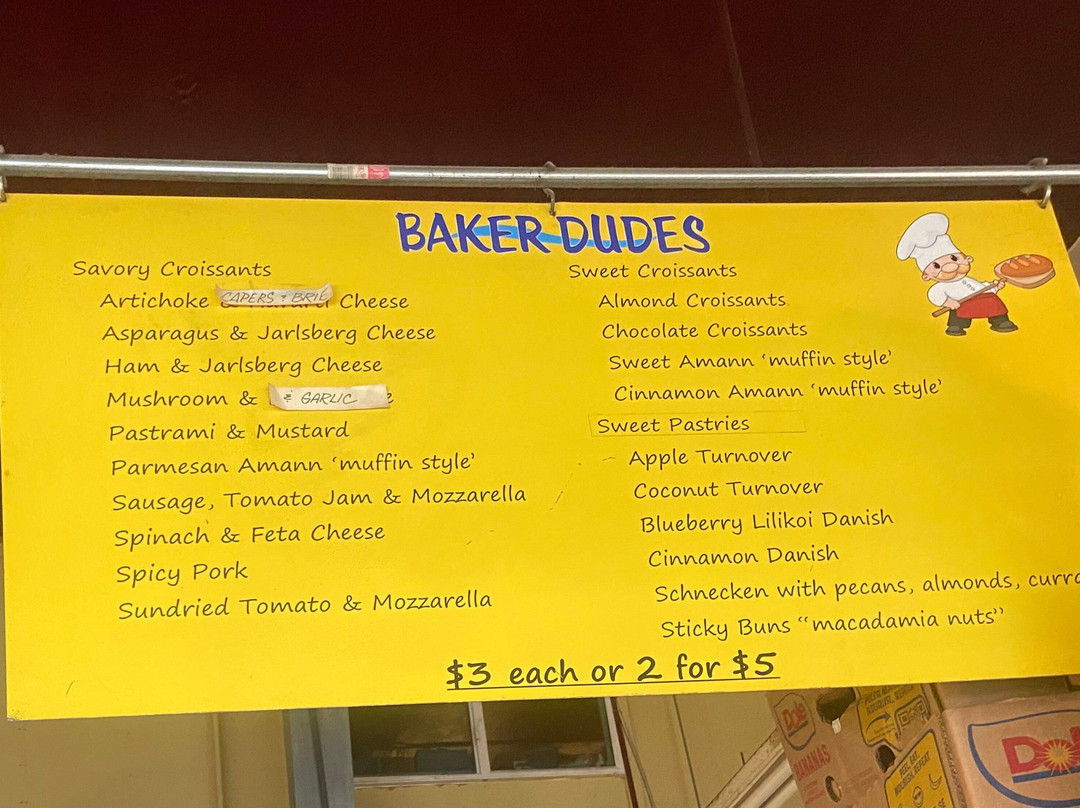 BAKER DUDES
Savory Croissants
Artichoke CAPERS & BRIE Cheese
Asparagus & Jarlsberg Cheese
Ham & Jarlsberg Cheese
Mushroom & & GARLIC
Pastrami & Mustard
Parmesan Amann ‘muffin style’
Sausage, Tomato Jam & Mozzarella
Spinach & Feta Cheese
Spicy Pork
Sundried Tomato & Mozzarella
Sweet Croissants
Almond Croissants
Chocolate Croissants
Sweet Amann ‘muffin style’
Cinnamon Amann ‘muffin style’
Sweet Pastries
Apple Turnover
Coconut Turnover
Blueberry Lilikoi Danish
Cinnamon Danish
Schnecken with pecans, almonds,
Sticky Buns “macadamia nuts”
$3 each or 2 for $5
Dole
BANANAS
Dole